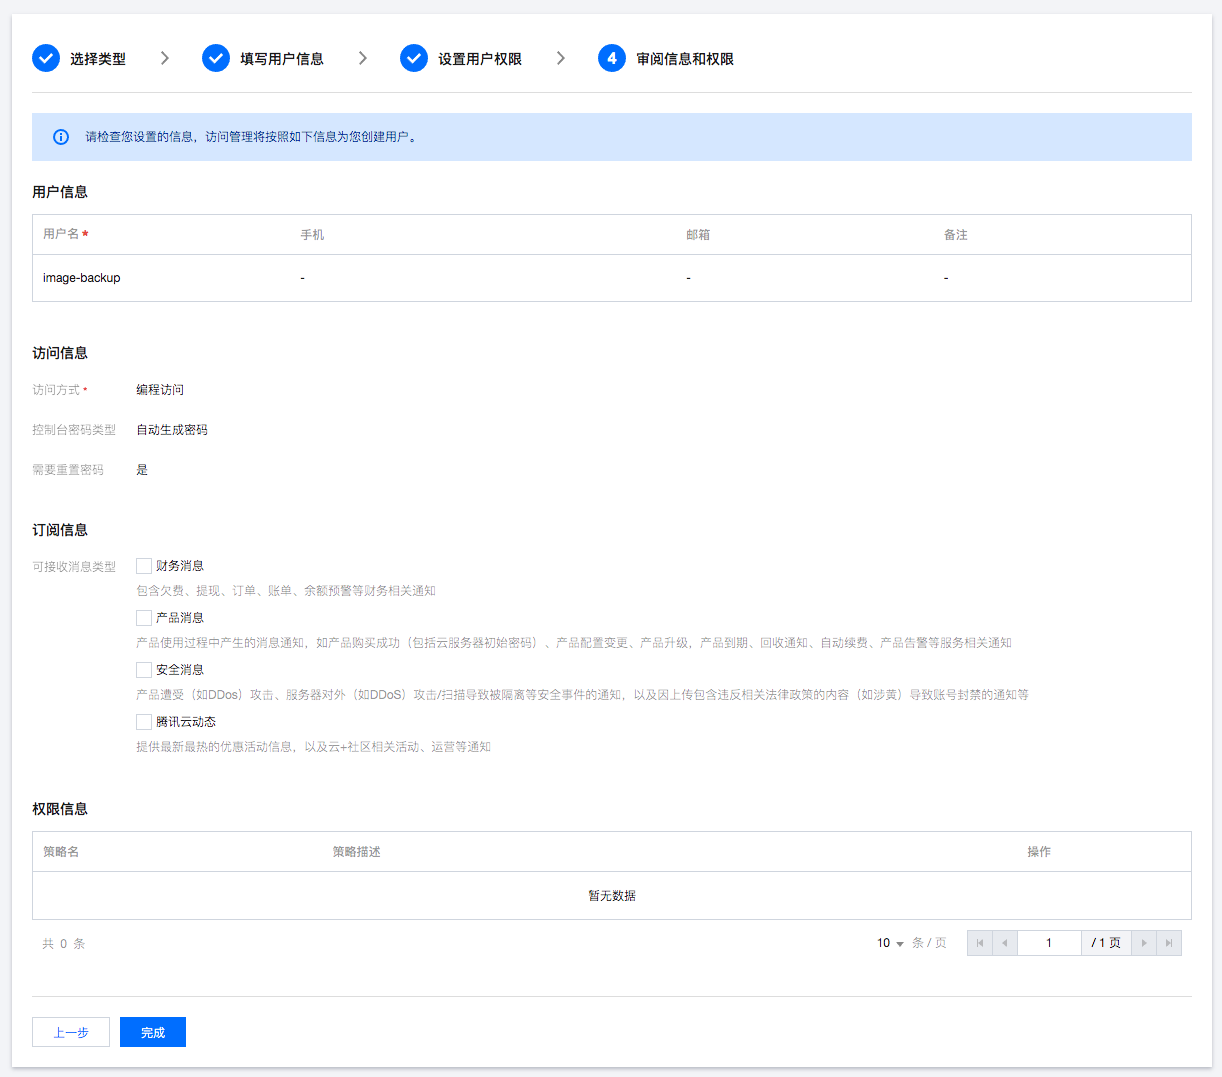 选择类型 填写用户信息 设置用户权限 4 审阅信息和权限
请检查您设置的信息，访问管理将按照如下信息为您创建用户。
用户信息
用户名* 手机 邮箱 备注
image-backup - - -
访问信息
访问方式* 编程访问
控制台密码类型 自动生成密码
需要重置密码 是
订阅信息
可接收消息类型 财务消息
包含欠费、提现、订单、账单、余额预警等财务相关通知
产品消息
产品使用过程中产生的消息通知，如产品购买成功（包括云服务器初始密码）、产品配置变更、产品升级，产品到期、回收通知、自动续费、产品告警等服务相关通知
安全消息
产品遭受（如DDos）攻击、服务器对外（如DDoS）攻击/扫描导致被隔离等安全事件的通知，以及因上传包含违反相关法律政策的内容（如涉黄）导致账号封禁的通知等
腾讯云动态
提供最新最热的优惠活动信息，以及云+社区相关活动、运营等通知
权限信息
策略名 策略描述 操作
暂无数据
共 0 条 10 条 / 页 1 / 1 页
上一步 完成